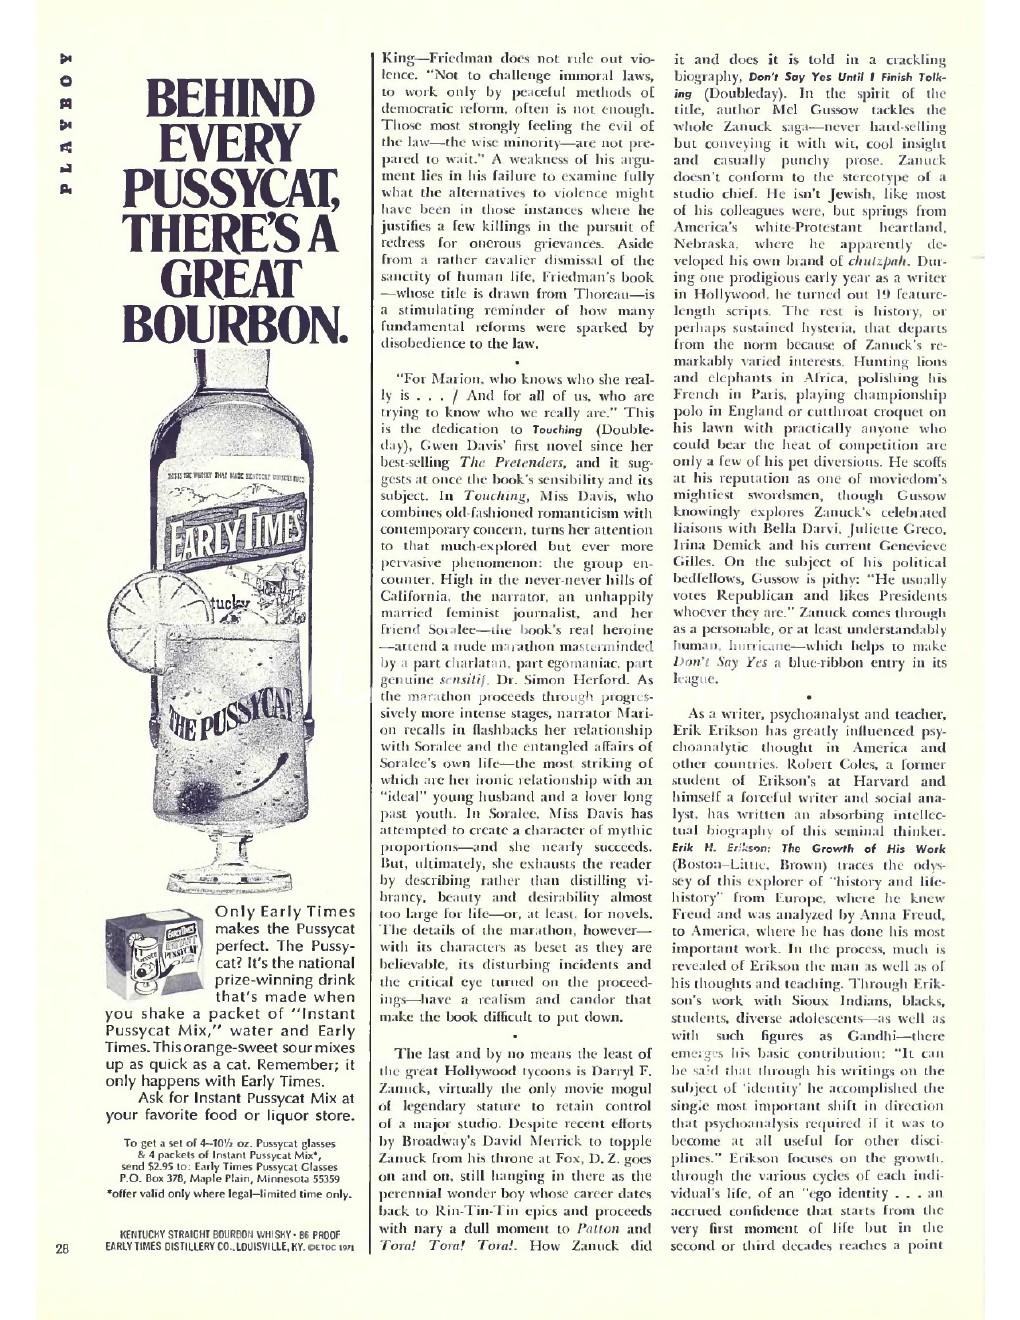 PLAYBOY
BEHIND
EVERY
PUSSYCAT,
THERE'S A
GREAT
BOURBON.
EARLY TIMES
tucky
THE PUSSYCAT
Only Early Times
makes the Pussycat
perfect. The Pussy-
cat? It's the national
prize-winning drink
that's made when
you shake a packet of "Instant
Pussycat Mix," water and Early
Times. This orange-sweet sour mixes
up as quick as a cat. Remember; it
only happens with Early Times.
Ask for Instant Pussycat Mix at
your favorite food or liquor store.
To get a set of 4–10½ oz. Pussycat glasses
& 4 packets of Instant Pussycat Mix*,
send $2.95 to: Early Times Pussycat Glasses
P.O. Box 378, Maple Plain, Minnesota 55359
*offer valid only where legal—limited time only.
KENTUCKY STRAIGHT BOURBON WHISKY • 86 PROOF
EARLY TIMES DISTILLERY CO., LOUISVILLE, KY. ©ETDC 1971
28
King—Friedman does not rule out vio-
lence. "Not to challenge immoral laws,
to work only by peaceful methods of
democratic reform, often is not enough.
Those most strongly feeling the evil of
the law—the wise minority—are not pre-
pared to wait." A weakness of his argu-
ment lies in his failure to examine fully
what the alternatives to violence might
have been in those instances where he
justifies a few killings in the pursuit of
redress for onerous grievances. Aside
from a rather cavalier dismissal of the
sanctity of human life, Friedman's book
—whose title is drawn from Thoreau—is
a stimulating reminder of how many
fundamental reforms were sparked by
disobedience to the law.
•
"For Marion, who knows who she real-
ly is . . . / And for all of us, who are
trying to know who we really are." This
is the dedication to Touching (Double-
day), Gwen Davis' first novel since her
best-selling The Pretenders, and it sug-
gests at once the book's sensibility and its
subject. In Touching, Miss Davis, who
combines old-fashioned romanticism with
contemporary concern, turns her attention
to that much-explored but ever more
pervasive phenomenon: the group en-
counter. High in the never-never hills of
California, the narrator, an unhappily
married feminist journalist, and her
friend Soralee—the book's real heroine
—attend a nude marathon masterminded
by a part charlatan, part egomaniac, part
genuine sensitif, Dr. Simon Herford. As
the marathon proceeds through progres-
sively more intense stages, narrator Mari-
on recalls in flashbacks her relationship
with Soralee and the entangled affairs of
Soralee's own life—the most striking of
which are her ironic relationship with an
"ideal" young husband and a lover long
past youth. In Soralee, Miss Davis has
attempted to create a character of mythic
proportions—and she nearly succeeds.
But, ultimately, she exhausts the reader
by describing rather than distilling vi-
brancy, beauty and desirability almost
too large for life—or, at least, for novels.
The details of the marathon, however—
with its characters as beset as they are
believable, its disturbing incidents and
the critical eye turned on the proceed-
ings—have a realism and candor that
make the book difficult to put down.
•
The last and by no means the least of
the great Hollywood tycoons is Darryl F.
Zanuck, virtually the only movie mogul
of legendary stature to retain control
of a major studio. Despite recent efforts
by Broadway's David Merrick to topple
Zanuck from his throne at Fox, D. Z. goes
on and on, still hanging in there as the
perennial wonder boy whose career dates
back to Rin-Tin-Tin epics and proceeds
with nary a dull moment to Patton and
Tora! Tora! Tora!. How Zanuck did
it and does it is told in a crackling
biography, Don't Say Yes Until I Finish Talk-
ing (Doubleday). In the spirit of the
title, author Mel Gussow tackles the
whole Zanuck saga—never hard-selling
but conveying it with wit, cool insight
and casually punchy prose. Zanuck
doesn't conform to the stereotype of a
studio chief. He isn't Jewish, like most
of his colleagues were, but springs from
America's white-Protestant heartland,
Nebraska, where he apparently de-
veloped his own brand of chutzpah. Dur-
ing one prodigious early year as a writer
in Hollywood, he turned out 19 feature-
length scripts. The rest is history, or
perhaps sustained hysteria, that departs
from the norm because of Zanuck's re-
markably varied interests. Hunting lions
and elephants in Africa, polishing his
French in Paris, playing championship
polo in England or cutthroat croquet on
his lawn with practically anyone who
could bear the heat of competition are
only a few of his pet diversions. He scoffs
at his reputation as one of moviedom's
mightiest swordsmen, though Gussow
knowingly explores Zanuck's celebrated
liaisons with Bella Darvi, Juliette Greco,
Irina Demick and his current Genevieve
Gilles. On the subject of his political
bedfellows, Gussow is pithy: "He usually
votes Republican and likes Presidents
whoever they are." Zanuck comes through
as a personable, or at least understandably
human, hurricane—which helps to make
Don't Say Yes a blue-ribbon entry in its
league.
•
As a writer, psychoanalyst and teacher,
Erik Erikson has greatly influenced psy-
choanalytic thought in America and
other countries. Robert Coles, a former
student of Erikson's at Harvard and
himself a forceful writer and social ana-
lyst, has written an absorbing intellec-
tual biography of this seminal thinker.
Erik H. Erikson: The Growth of His Work
(Boston-Little, Brown) traces the odys-
sey of this explorer of "history and life-
history" from Europe, where he knew
Freud and was analyzed by Anna Freud,
to America, where he has done his most
important work. In the process, much is
revealed of Erikson the man as well as of
his thoughts and teaching. Through Erik-
son's work with Sioux Indians, blacks,
students, diverse adolescents—as well as
with such figures as Gandhi—there
emerges his basic contribution: "It can
be said that through his writings on the
subject of 'identity' he accomplished the
single most important shift in direction
that psychoanalysis required if it was to
become at all useful for other disci-
plines." Erikson focuses on the growth,
through the various cycles of each indi-
vidual's life, of an "ego identity . . . an
accrued confidence that starts from the
very first moment of life but in the
second or third decades reaches a point